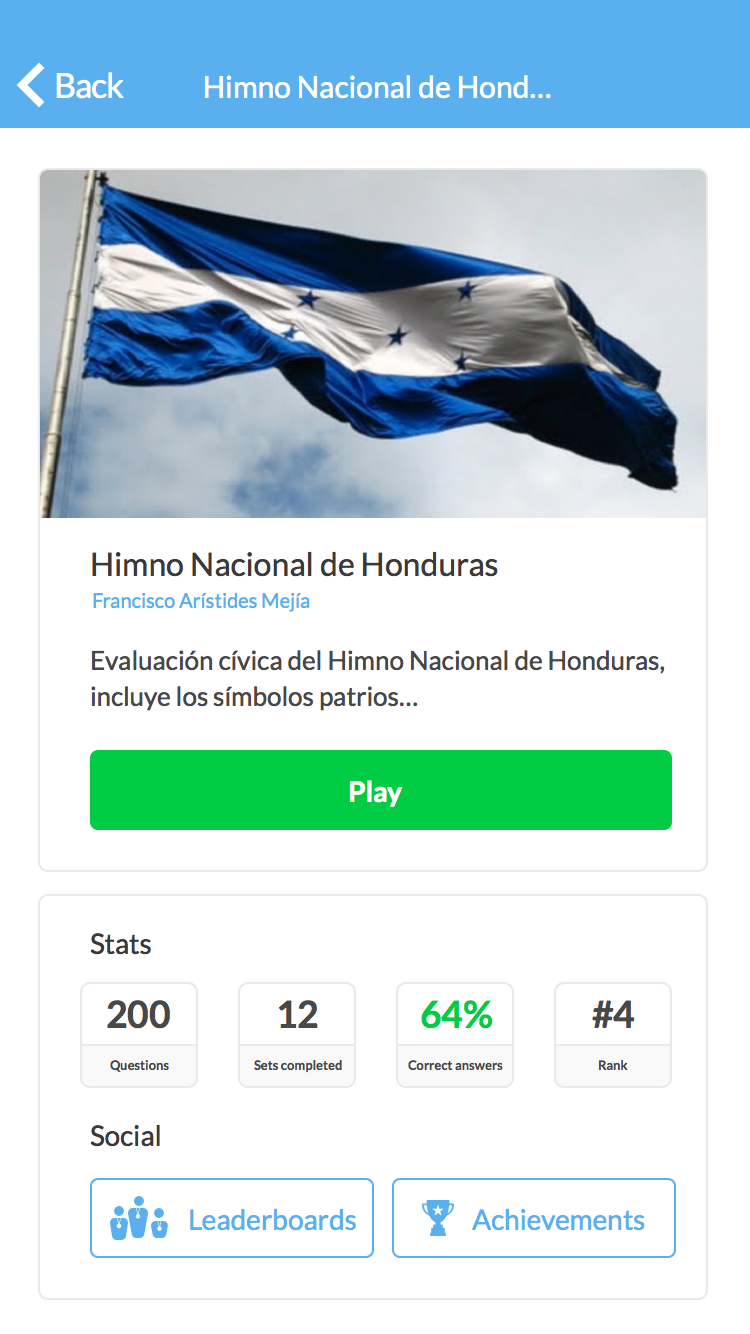 Back
Himno Nacional de Hond...
Himno Nacional de Honduras
Francisco Arístides Mejía
Evaluación cívica del Himno Nacional de Honduras,
incluye los símbolos patrios...
Play
Stats
200
12
64%
#4
Questions
Sets completed
Correct answers
Rank
Social
Leaderboards
Achievements